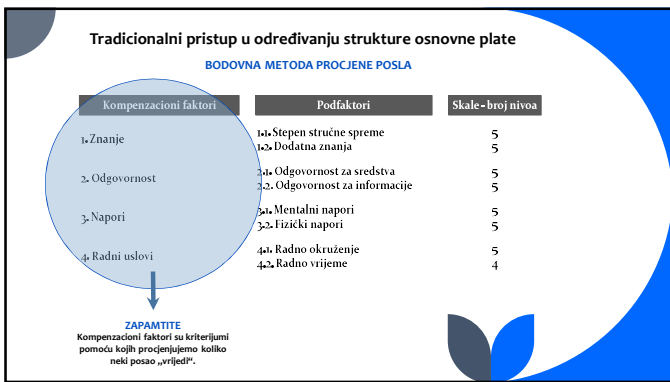 Tradicionalni pristup u određivanju strukture osnovne plate
BODOVNA METODA PROCJENE POSLA
Kompenzacioni faktori Podfaktori Skale - broj nivoa
1. Znanje
1.1. Stepen stručne spreme 5
1.2. Dodatna znanja 5
2. Odgovornost
2.1. Odgovornost za sredstva 5
2.2. Odgovornost za informacije 5
3. Napori
3.1. Mentalni napori 5
3.2. Fizički napori 5
4. Radni uslovi
4.1. Radno okruženje 5
4.2. Radno vrijeme 4
ZAPAMTITE
Kompenzacioni faktori su kriterijumi
pomoću kojih procjenjujemo koliko
neki posao „vrijedi“.